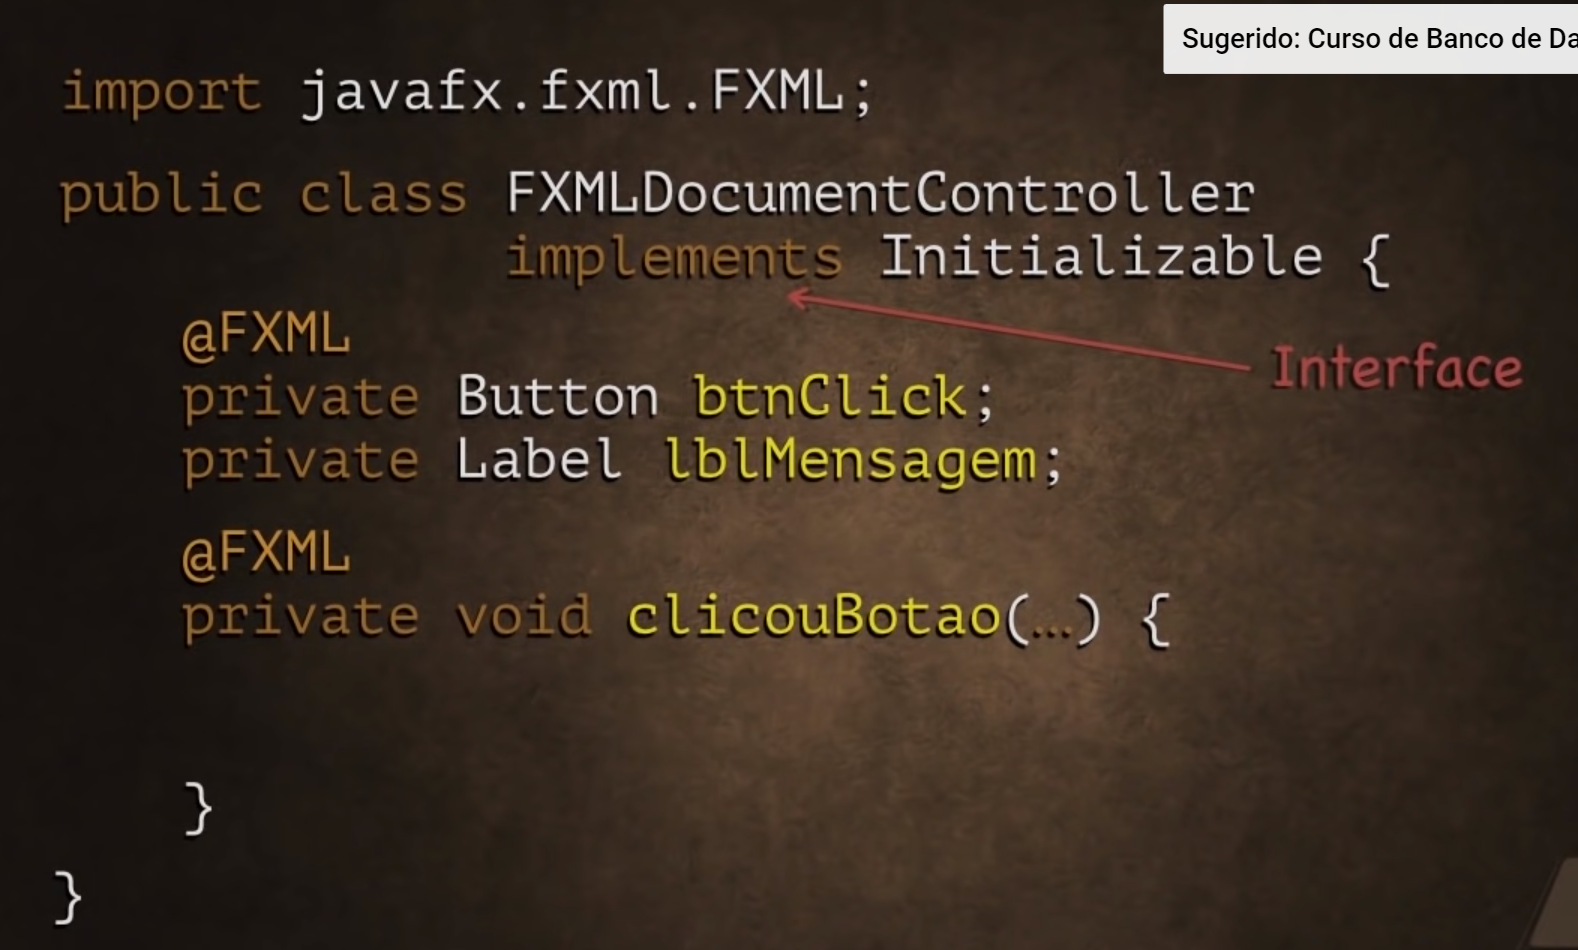 Sugerido: Curso de Banco de
import javafx.fxml.FXML;
public class FXMLDocumentController
implements Initializable {
Interface
@FXML
private Button btnClick;
private Label lblMensagem;
@FXML
private void clicouBotao(...) {
}
}